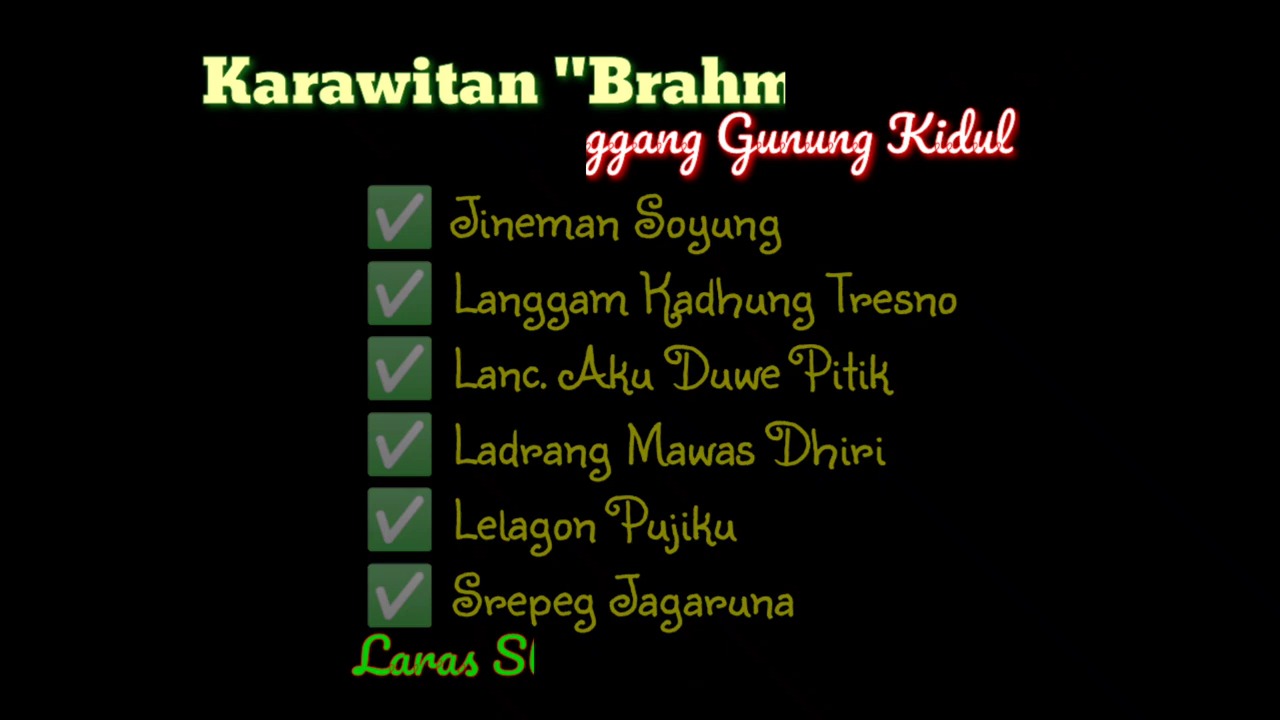 Karawitan "Brahm
ggang Gunung Kidul
✅ Jineman Soyung
✅ Langgam Kadhung Tresno
✅ Lanc. Aku Duwe Pitik
✅ Ladrang Mawas Dhiri
✅ Lelagon Pujiku
✅ Srepeg Jagaruna
Laras